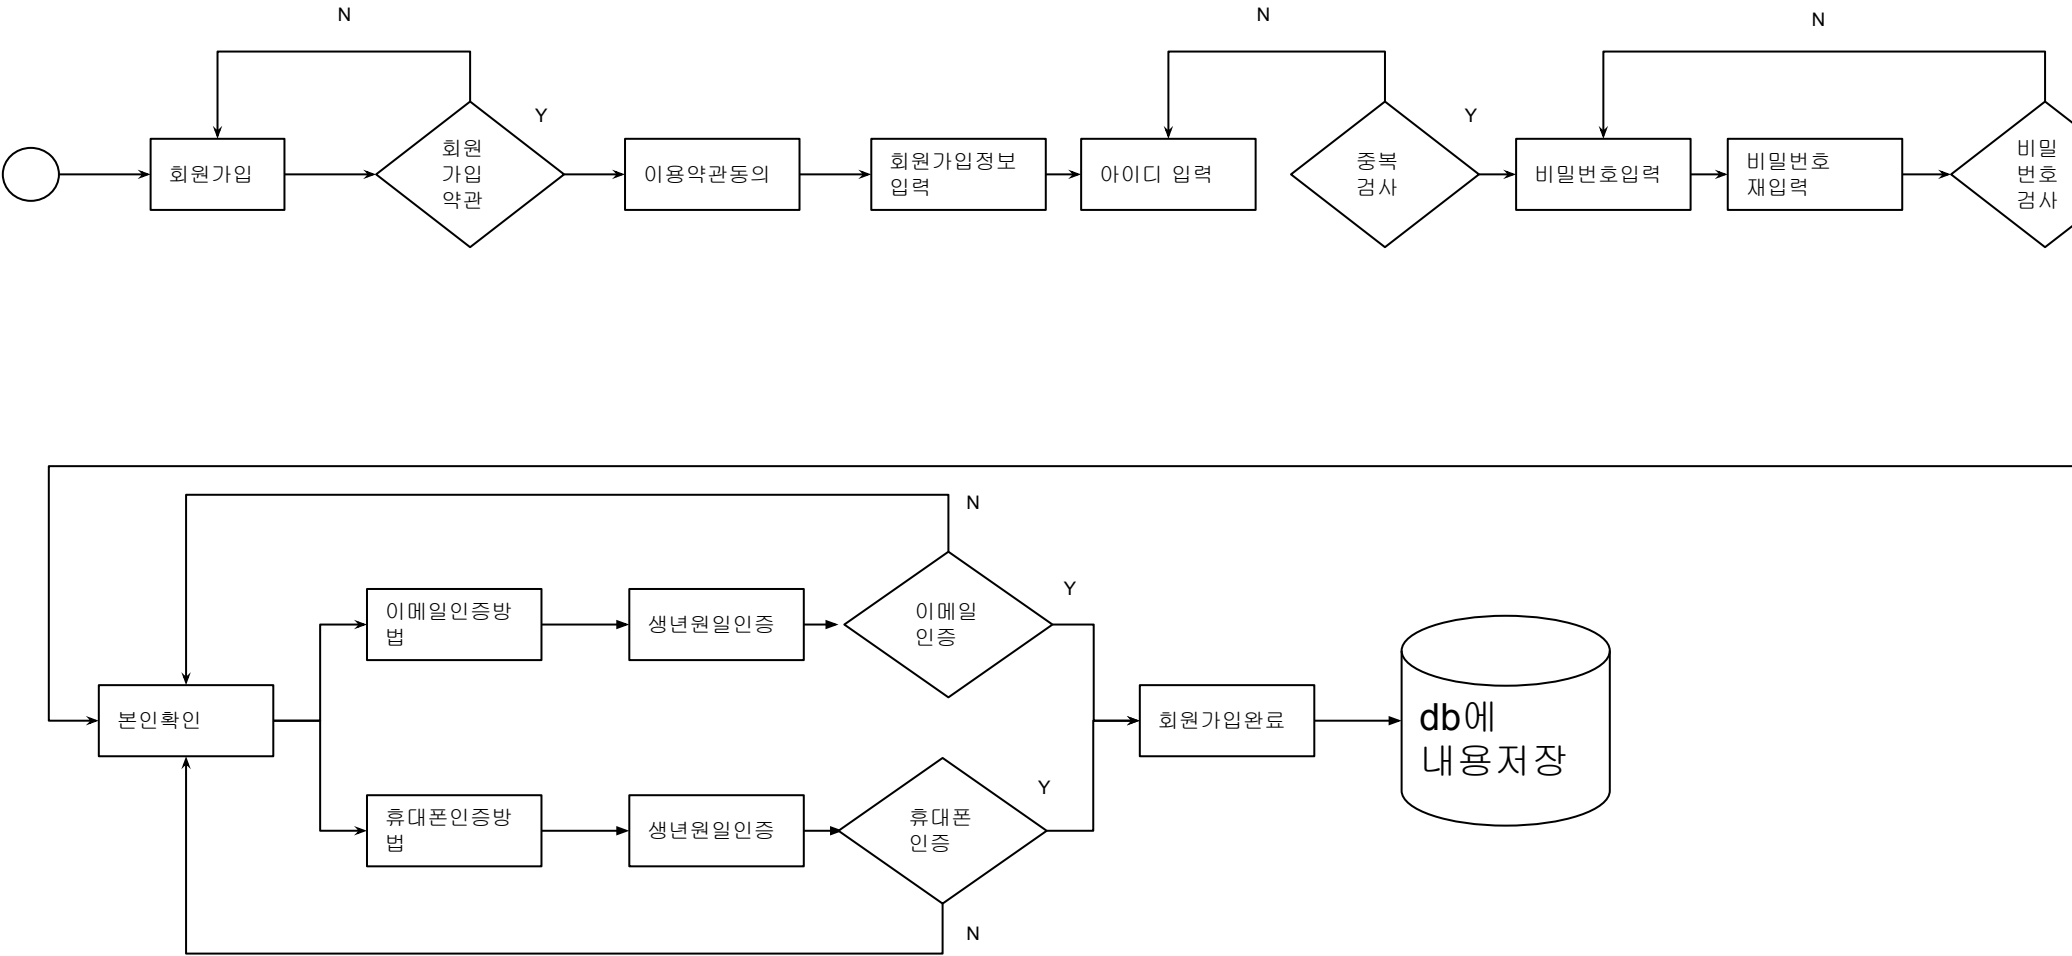 N
N
N
Y
Y
회원가입
회원
가입
약관
이용약관동의
회원가입정보
입력
아이디 입력
중복
검사
비밀번호입력
비밀번호
재입력
비밀
번호
검사
N
Y
이메일인증방
법
생년원일인증
이메일
인증
본인확인
회원가입완료
db에
내용저장
Y
휴대폰인증방
법
생년원일인증
휴대폰
인증
N